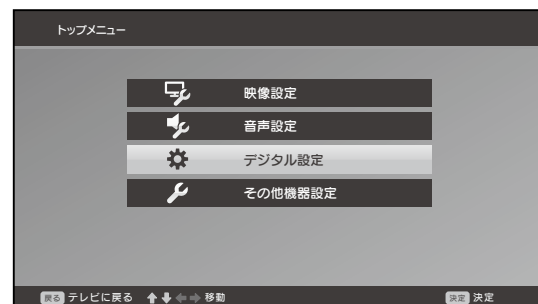 トップメニュー
映像設定
音声設定
デジタル設定
その他機器設定
戻る テレビに戻る 移動 決定 決定